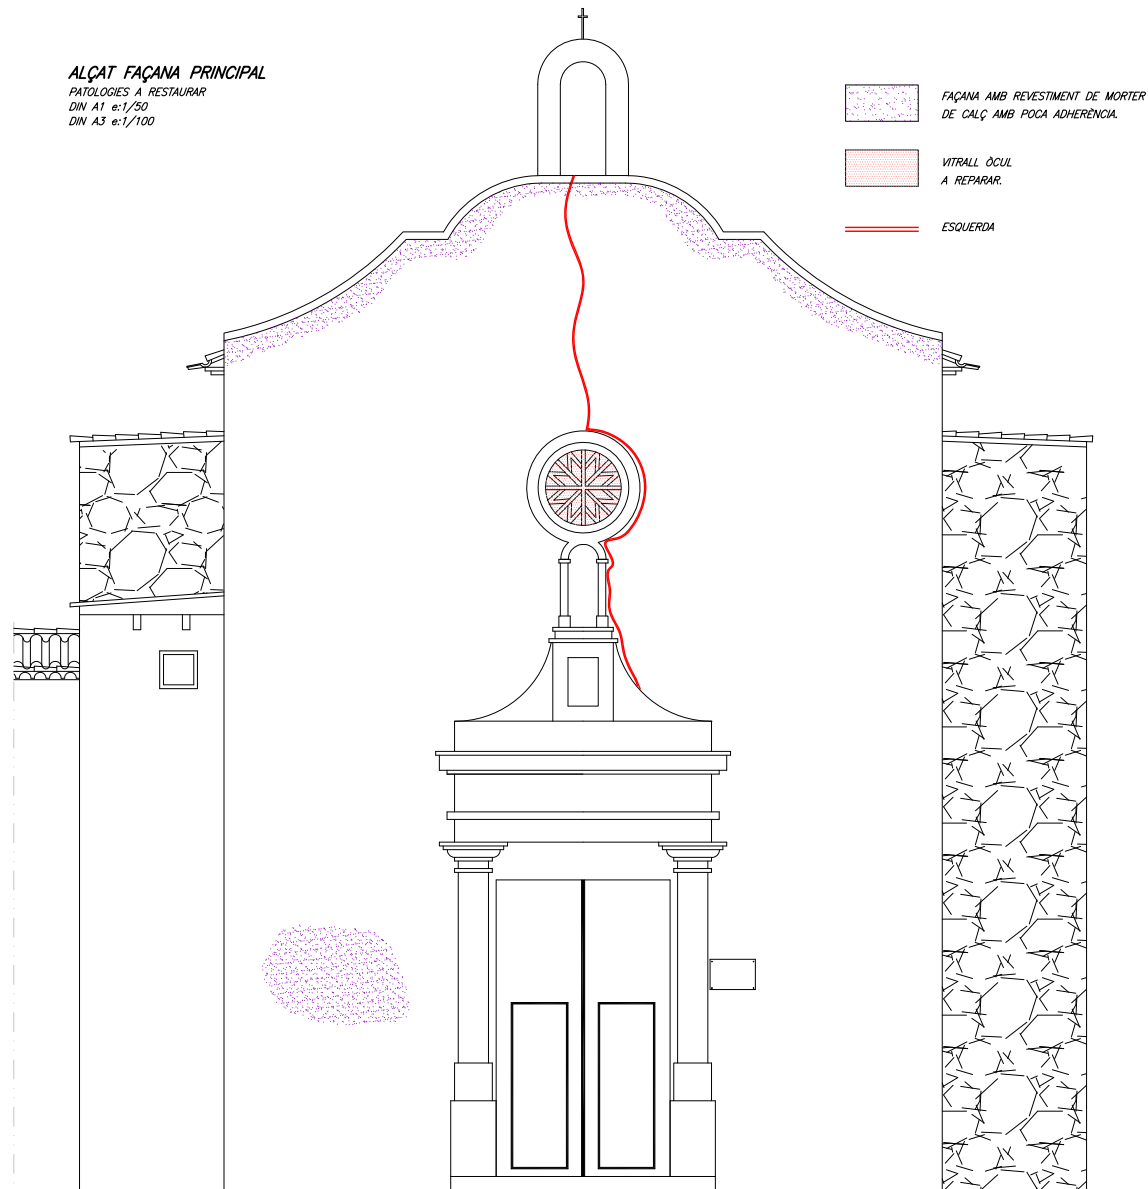 ALÇAT FAÇANA PRINCIPAL
PATOLOGIES A RESTAURAR
DIN A1 e:1/50
DIN A3 e:1/100
FAÇANA AMB REVESTIMENT DE MORTER
DE CALÇ AMB POCA ADHERÈNCIA.
VITRALL ÒCUL
A REPARAR.
ESQUERDA